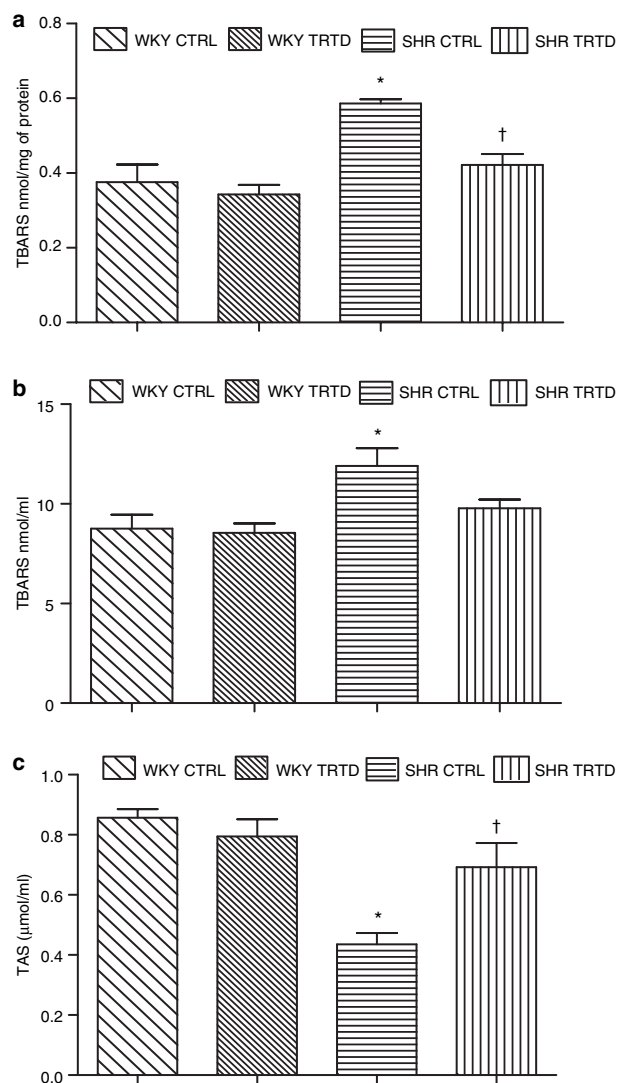 a
0.8
WKY CTRL WKY TRTD SHR CTRL SHR TRTD
TBARS nmol/mg of protein
0.6
*
†
0.4
0.2
0.0
b
WKY CTRL WKY TRTD SHR CTRL SHR TRTD
15
*
TBARS nmol/ml
10
5
0
c
WKY CTRL WKY TRTD SHR CTRL SHR TRTD
1.0
TAS (μmol/ml)
0.8
†
0.6
*
0.4
0.2
0.0